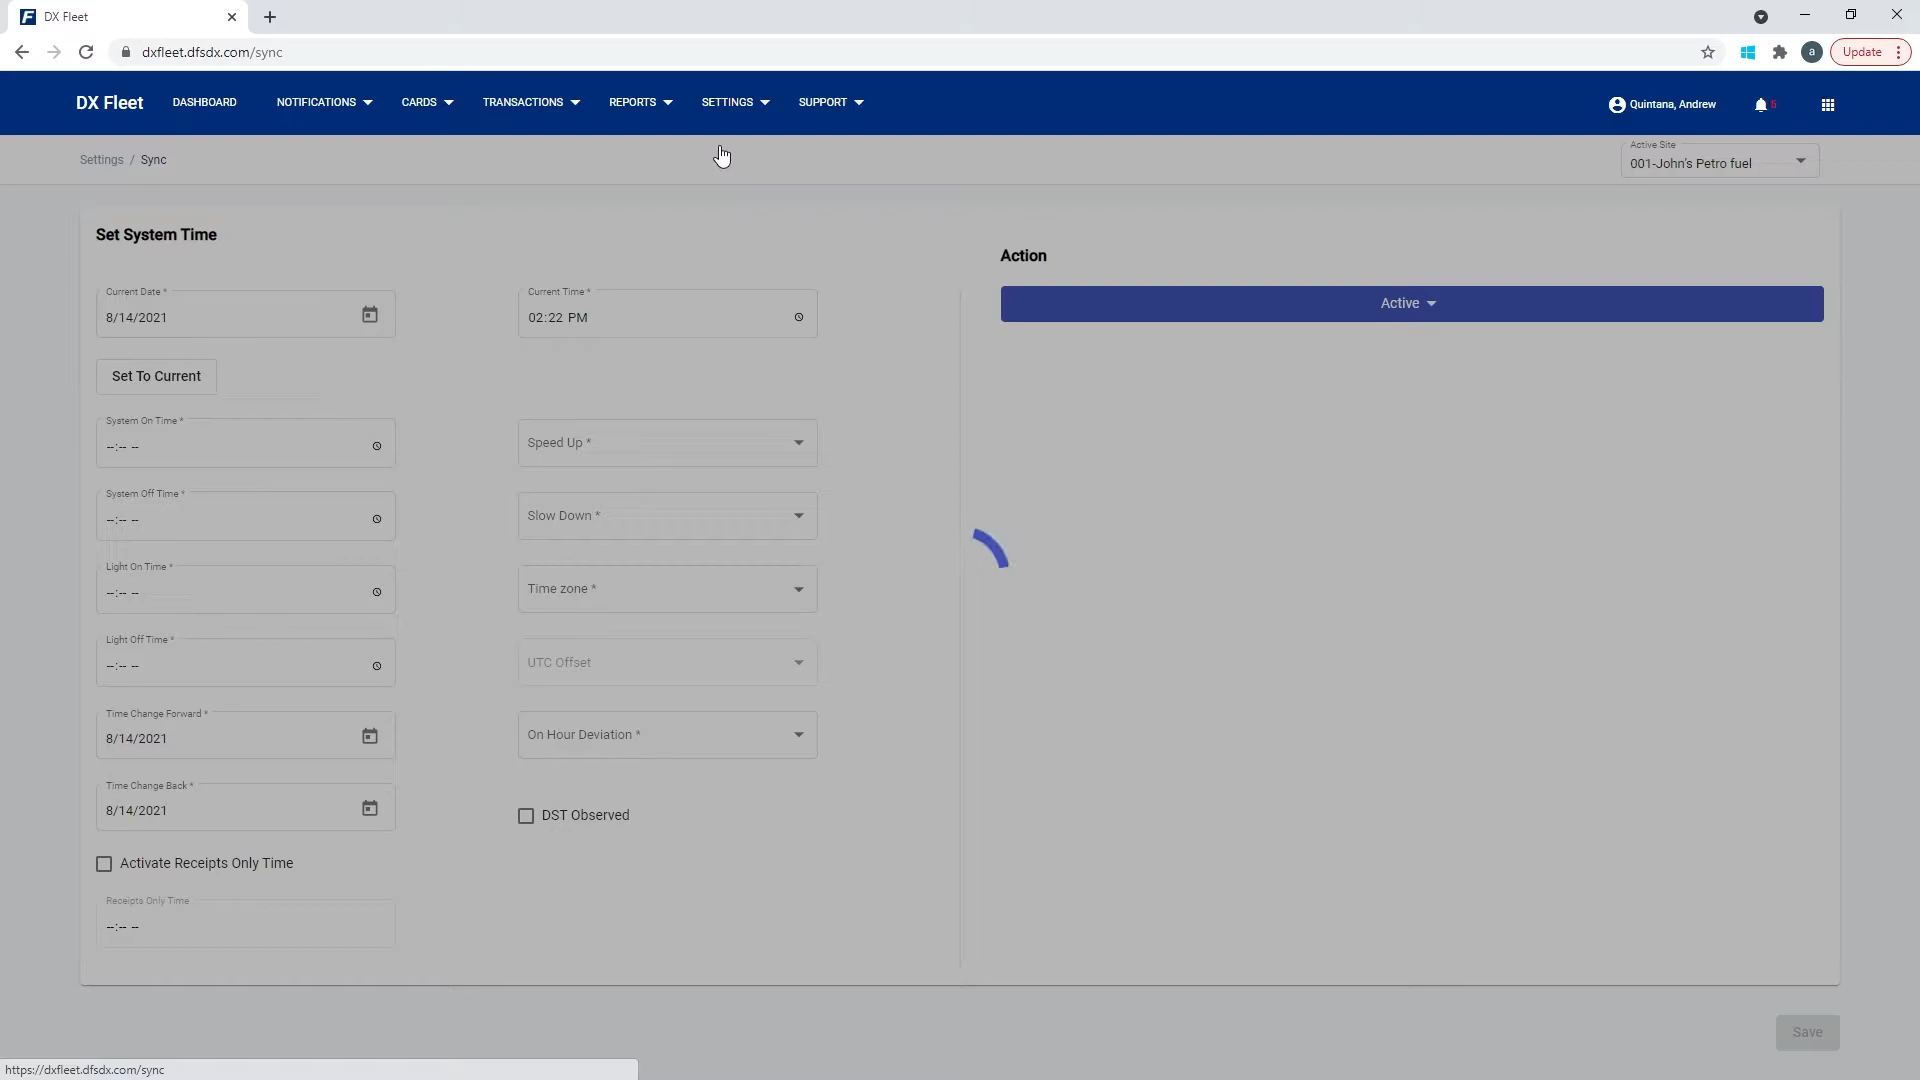 DX Fleet
dxfleet.dfsdx.com/sync
a
Update
DX Fleet
DASHBOARD
NOTIFICATIONS
CARDS
TRANSACTIONS
REPORTS
SETTINGS
SUPPORT
Quintana, Andrew
5
Settings / Sync
Active Site
001-John's Petro fuel
Set System Time
Action
Current Date *
8/14/2021
Current Time *
02:22 PM
Active
Set To Current
System On Time *
--:-- --
Speed Up *
System Off Time *
--:-- --
Slow Down *
Light On Time *
--:-- --
Time zone *
Light Off Time *
--:-- --
UTC Offset
Time Change Forward *
8/14/2021
On Hour Deviation *
Time Change Back *
8/14/2021
DST Observed
Activate Receipts Only Time
Receipts Only Time
--:-- --
Save
https://dxfleet.dfsdx.com/sync